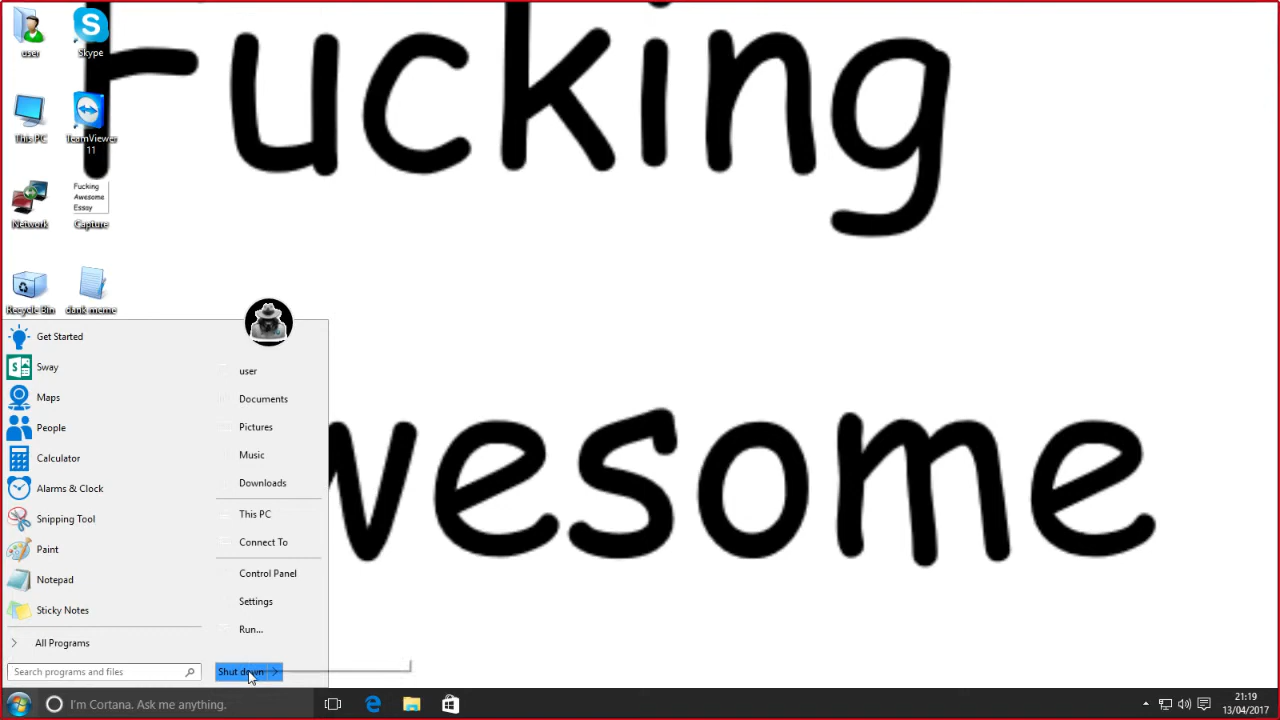 Fucking
Awesome
user
Skype
This PC
TeamViewer
11
Network
Fucking
Awesome
Essay
Capture
Recycle Bin
dank meme
Get Started
Sway
Maps
People
Calculator
Alarms & Clock
Snipping Tool
Paint
Notepad
Sticky Notes
All Programs
Search programs and files
user
Documents
Pictures
Music
Downloads
This PC
Connect To
Control Panel
Settings
Run...
Shut down
I'm Cortana. Ask me anything.
21:19
13/04/2017